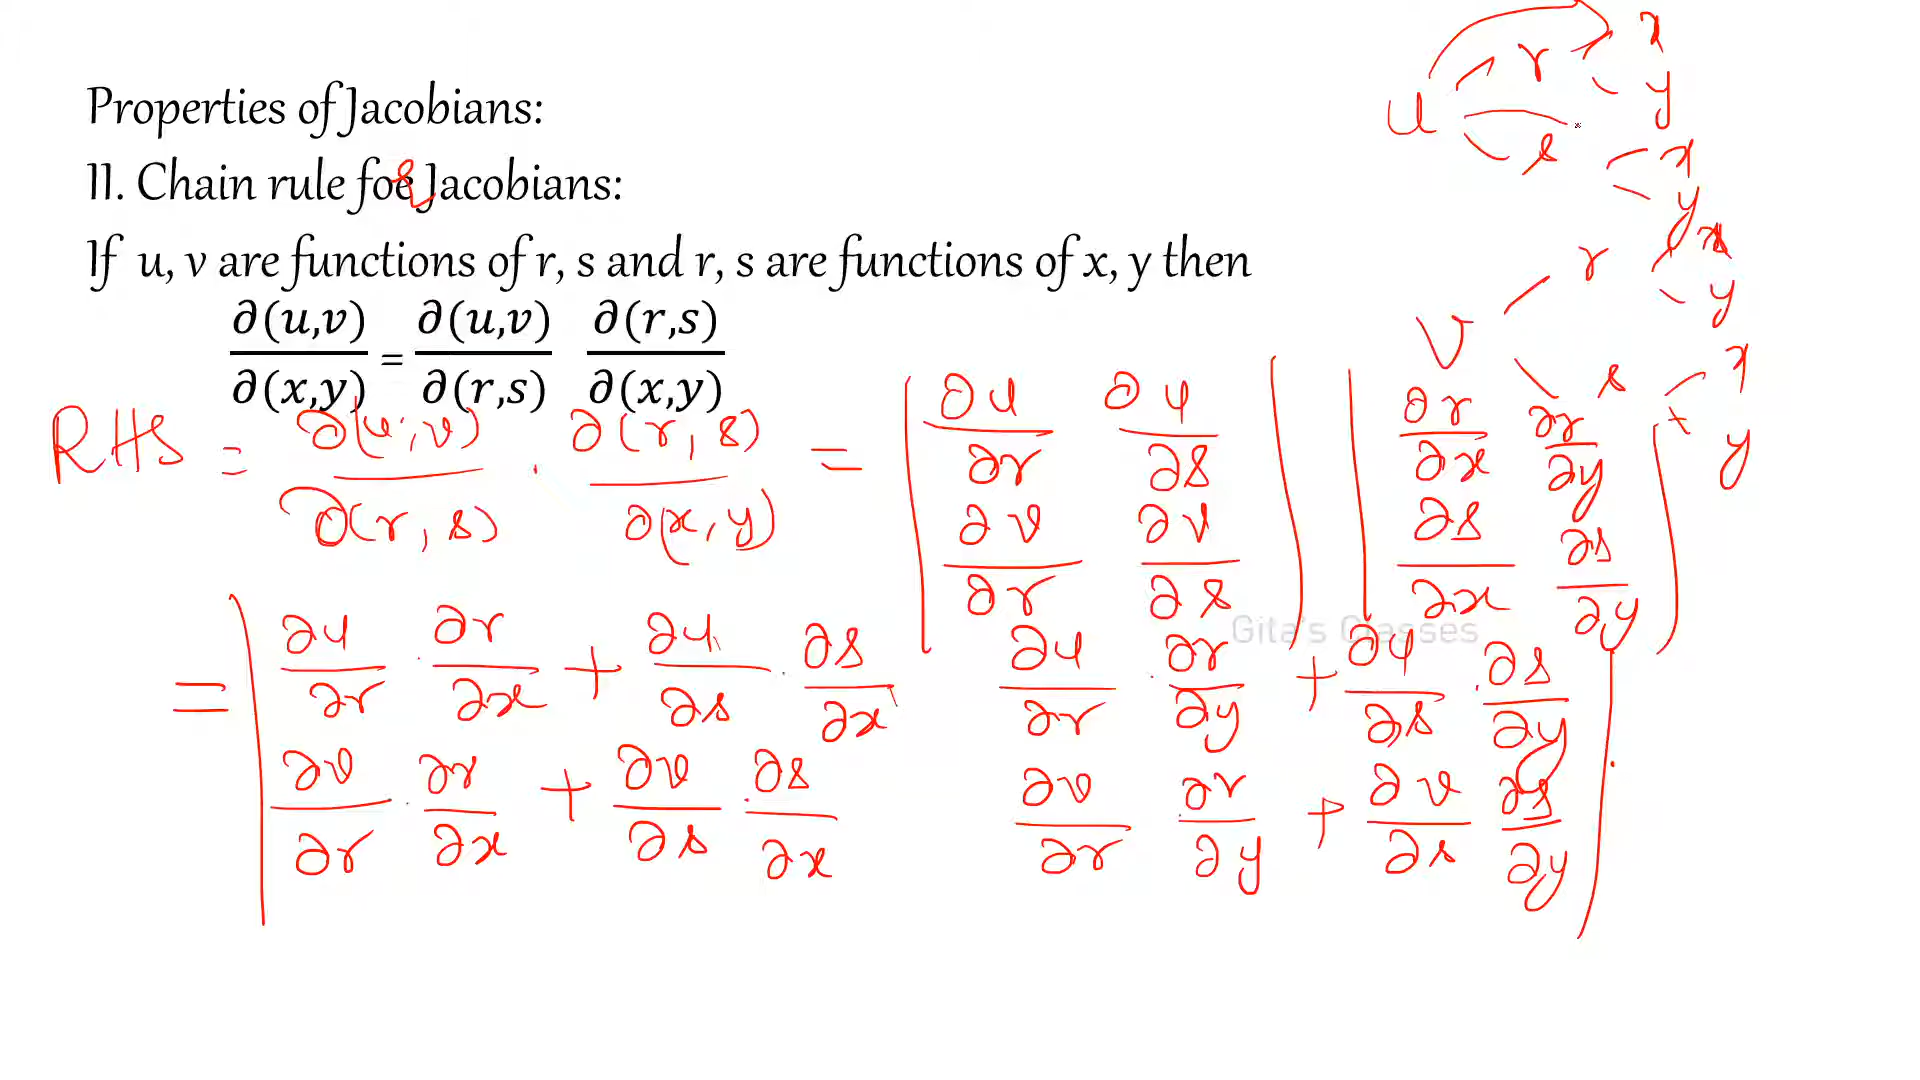 Properties of Jacobians:
II. Chain rule foe Jacobians:
r
If u, v are functions of r, s and r, s are functions of x, y then
∂(u,v)/∂(x,y) = ∂(u,v)/∂(r,s) ∂(r,s)/∂(x,y)
u r x y
s x y
v r x y
s x y
RHS = ∂(u,v)/∂(r,s) · ∂(r,s)/∂(x,y) = | ∂u/∂r ∂u/∂s | | ∂r/∂x ∂r/∂y |
| ∂v/∂r ∂v/∂s | | ∂s/∂x ∂s/∂y |
Gita's Classes
= | ∂u/∂r · ∂r/∂x + ∂u/∂s · ∂s/∂x ∂u/∂r · ∂r/∂y + ∂u/∂s · ∂s/∂y |
| ∂v/∂r · ∂r/∂x + ∂v/∂s · ∂s/∂x ∂v/∂r · ∂r/∂y + ∂v/∂s ∂s/∂y | .